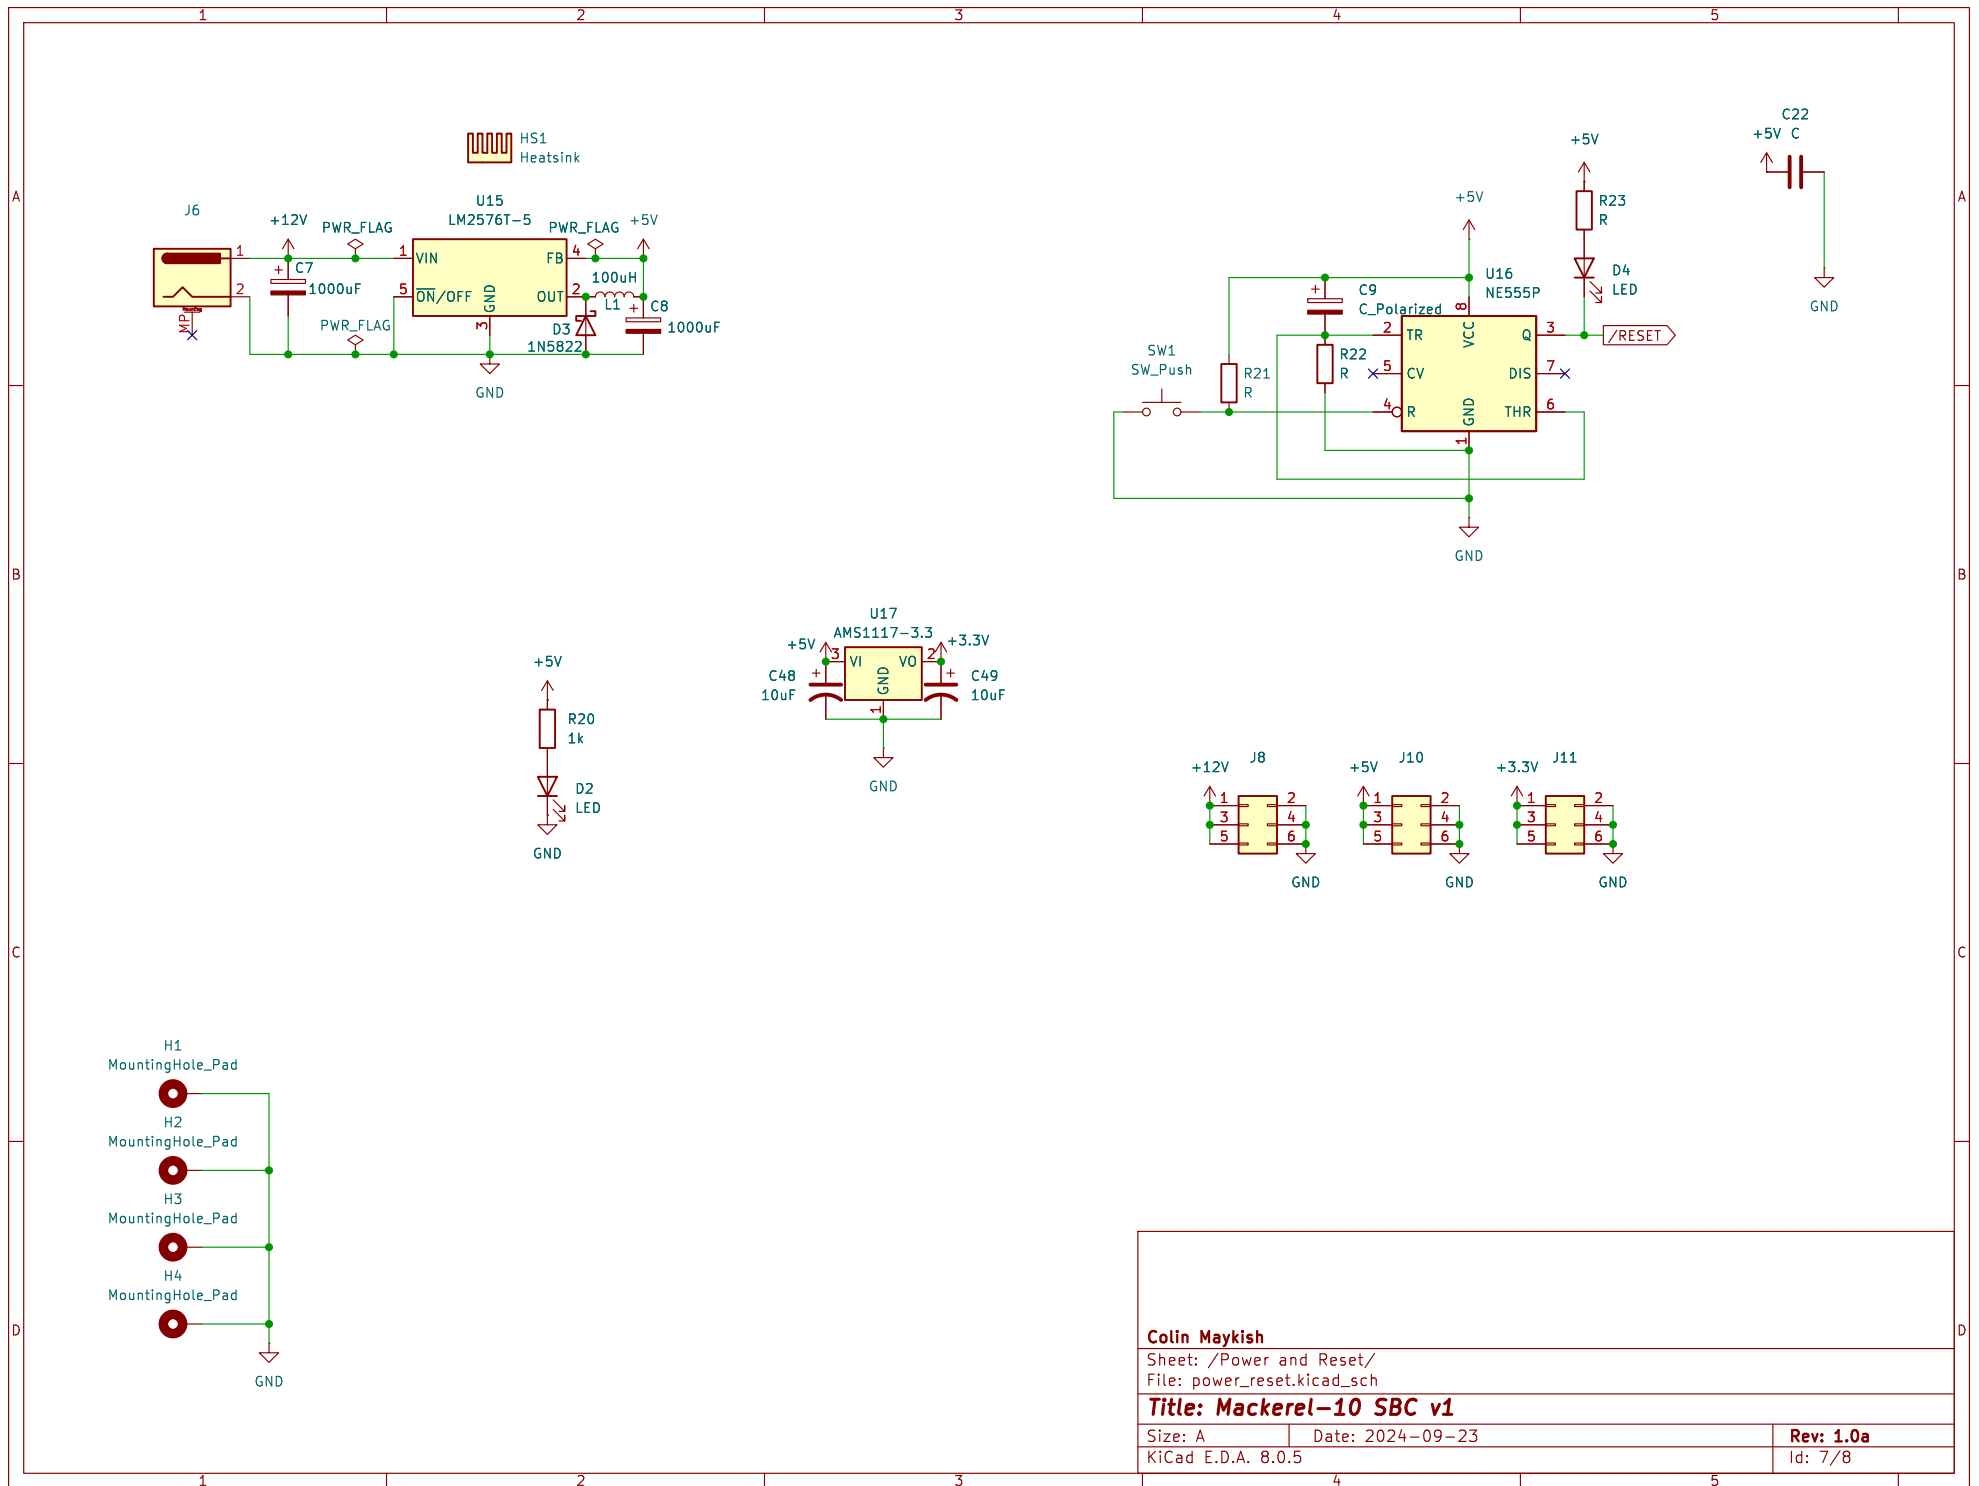 1 2 3 4 5
A
B
C
D
A
B
C
D
1 2 3 4 5
HS1
Heatsink
J6
1
2
MP
Mounting
+12V
C7
+
1000uF
PWR_FLAG
PWR_FLAG
U15
LM2576T-5
1 VIN
5 ON/OFF
GND
3
FB 4
OUT 2
PWR_FLAG
+5V
100uH
L1
D3
1N5822
C8
+
1000uF
GND
+5V
R20
1k
D2
LED
GND
U17
AMS1117-3.3
+5V
3 VI
VO 2
GND
1
+3.3V
C48
10uF
+
C49
10uF
+
GND
SW1
SW_Push
R21
R
C9
C_Polarized
+
R22
R
+5V
U16
NE555P
8
VCC
2 TR
5 CV
4 R
Q 3
DIS 7
THR 6
GND
1
GND
+5V
R23
R
D4
LED
/RESET
C22
C
+5V
GND
J8
+12V
1 2
3 4
5 6
GND
J10
+5V
1 2
3 4
5 6
GND
J11
+3.3V
1 2
3 4
5 6
GND
H1
MountingHole_Pad
H2
MountingHole_Pad
H3
MountingHole_Pad
H4
MountingHole_Pad
GND
Colin Maykish
Sheet: /Power and Reset/
File: power_reset.kicad_sch
Title: Mackerel-10 SBC v1
Size: A Date: 2024-09-23 Rev: 1.0a
KiCad E.D.A. 8.0.5 Id: 7/8